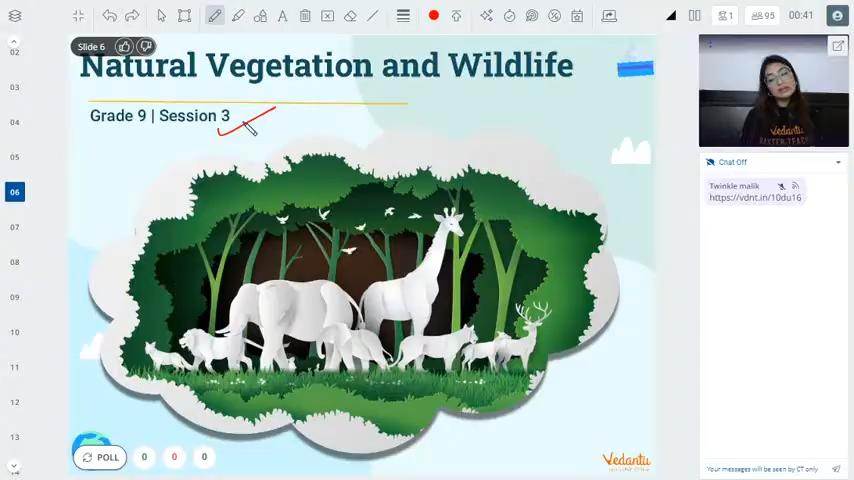 1
95
00:41
02
03
04
05
06
07
08
09
10
11
12
13
Slide 6
Natural Vegetation and Wildlife
Grade 9 | Session 3
POLL
0
0
0
Vedantu
Vedantu
Chat Off
Twinkle malik
https://vdnt.in/10du16
Your messages will be seen by CT only